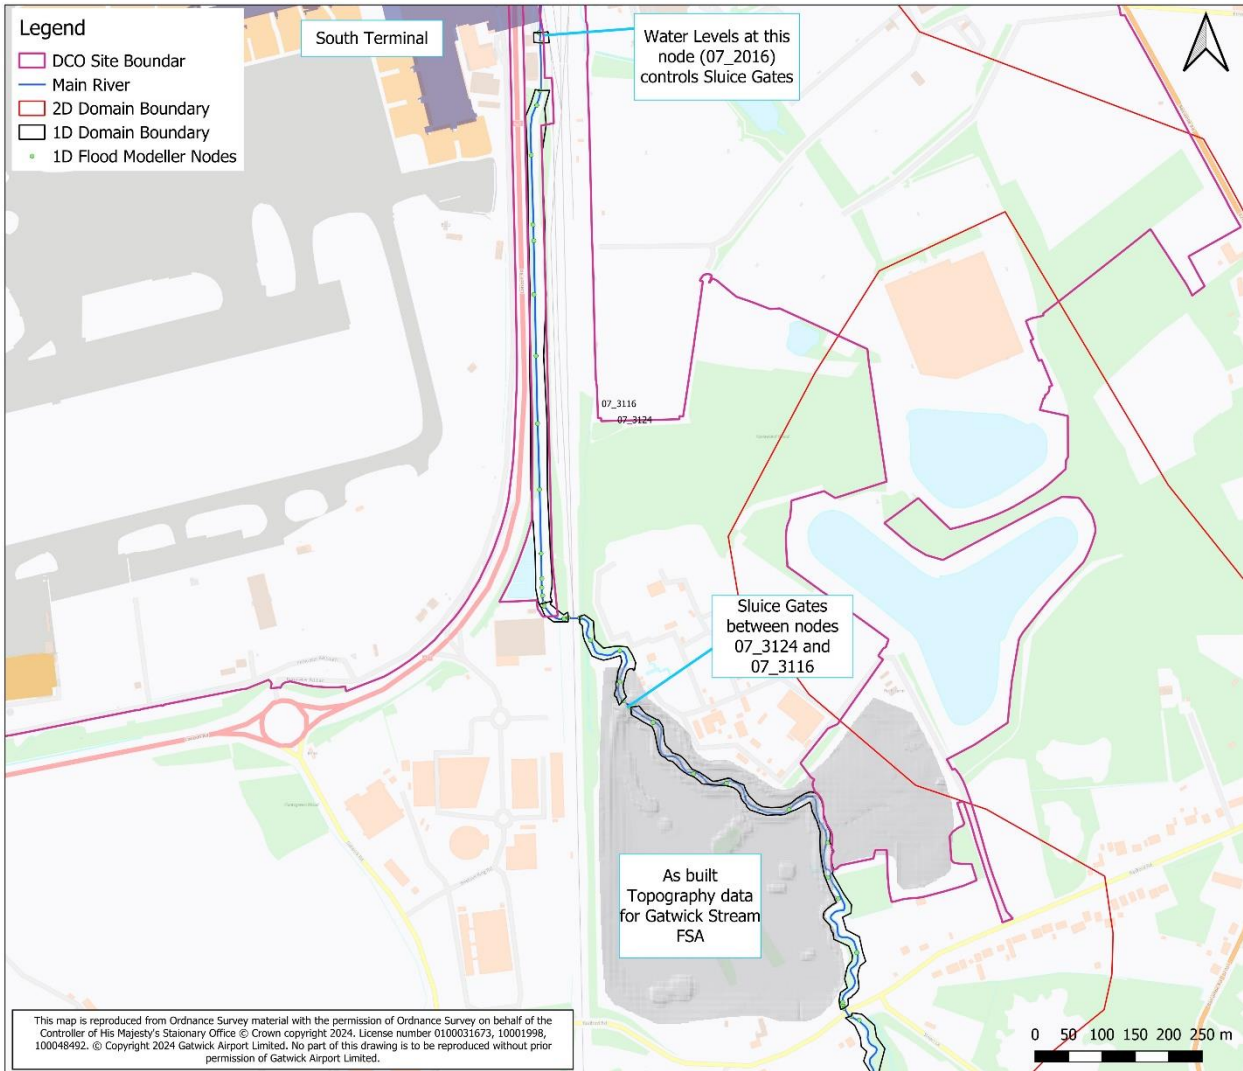 Legend
DCO Site Boundar
Main River
2D Domain Boundary
1D Domain Boundary
1D Flood Modeller Nodes
South Terminal
Water Levels at this
node (07_2016)
controls Sluice Gates
07_3116
07_3124
Sluice Gates
between nodes
07_3124 and
07_3116
As built
Topography data
for Gatwick Stream
FSA
This map is reproduced from Ordnance Survey material with the permission of Ordnance Survey on behalf of the
Controller of His Majesty's Staionary Office © Crown copyright 2024. License number 0100031673, 10001998,
100048492. © Copyright 2024 Gatwick Airport Limited. No part of this drawing is to be reproduced without prior
permission of Gatwick Airport Limited.
0 50 100 150 200 250 m